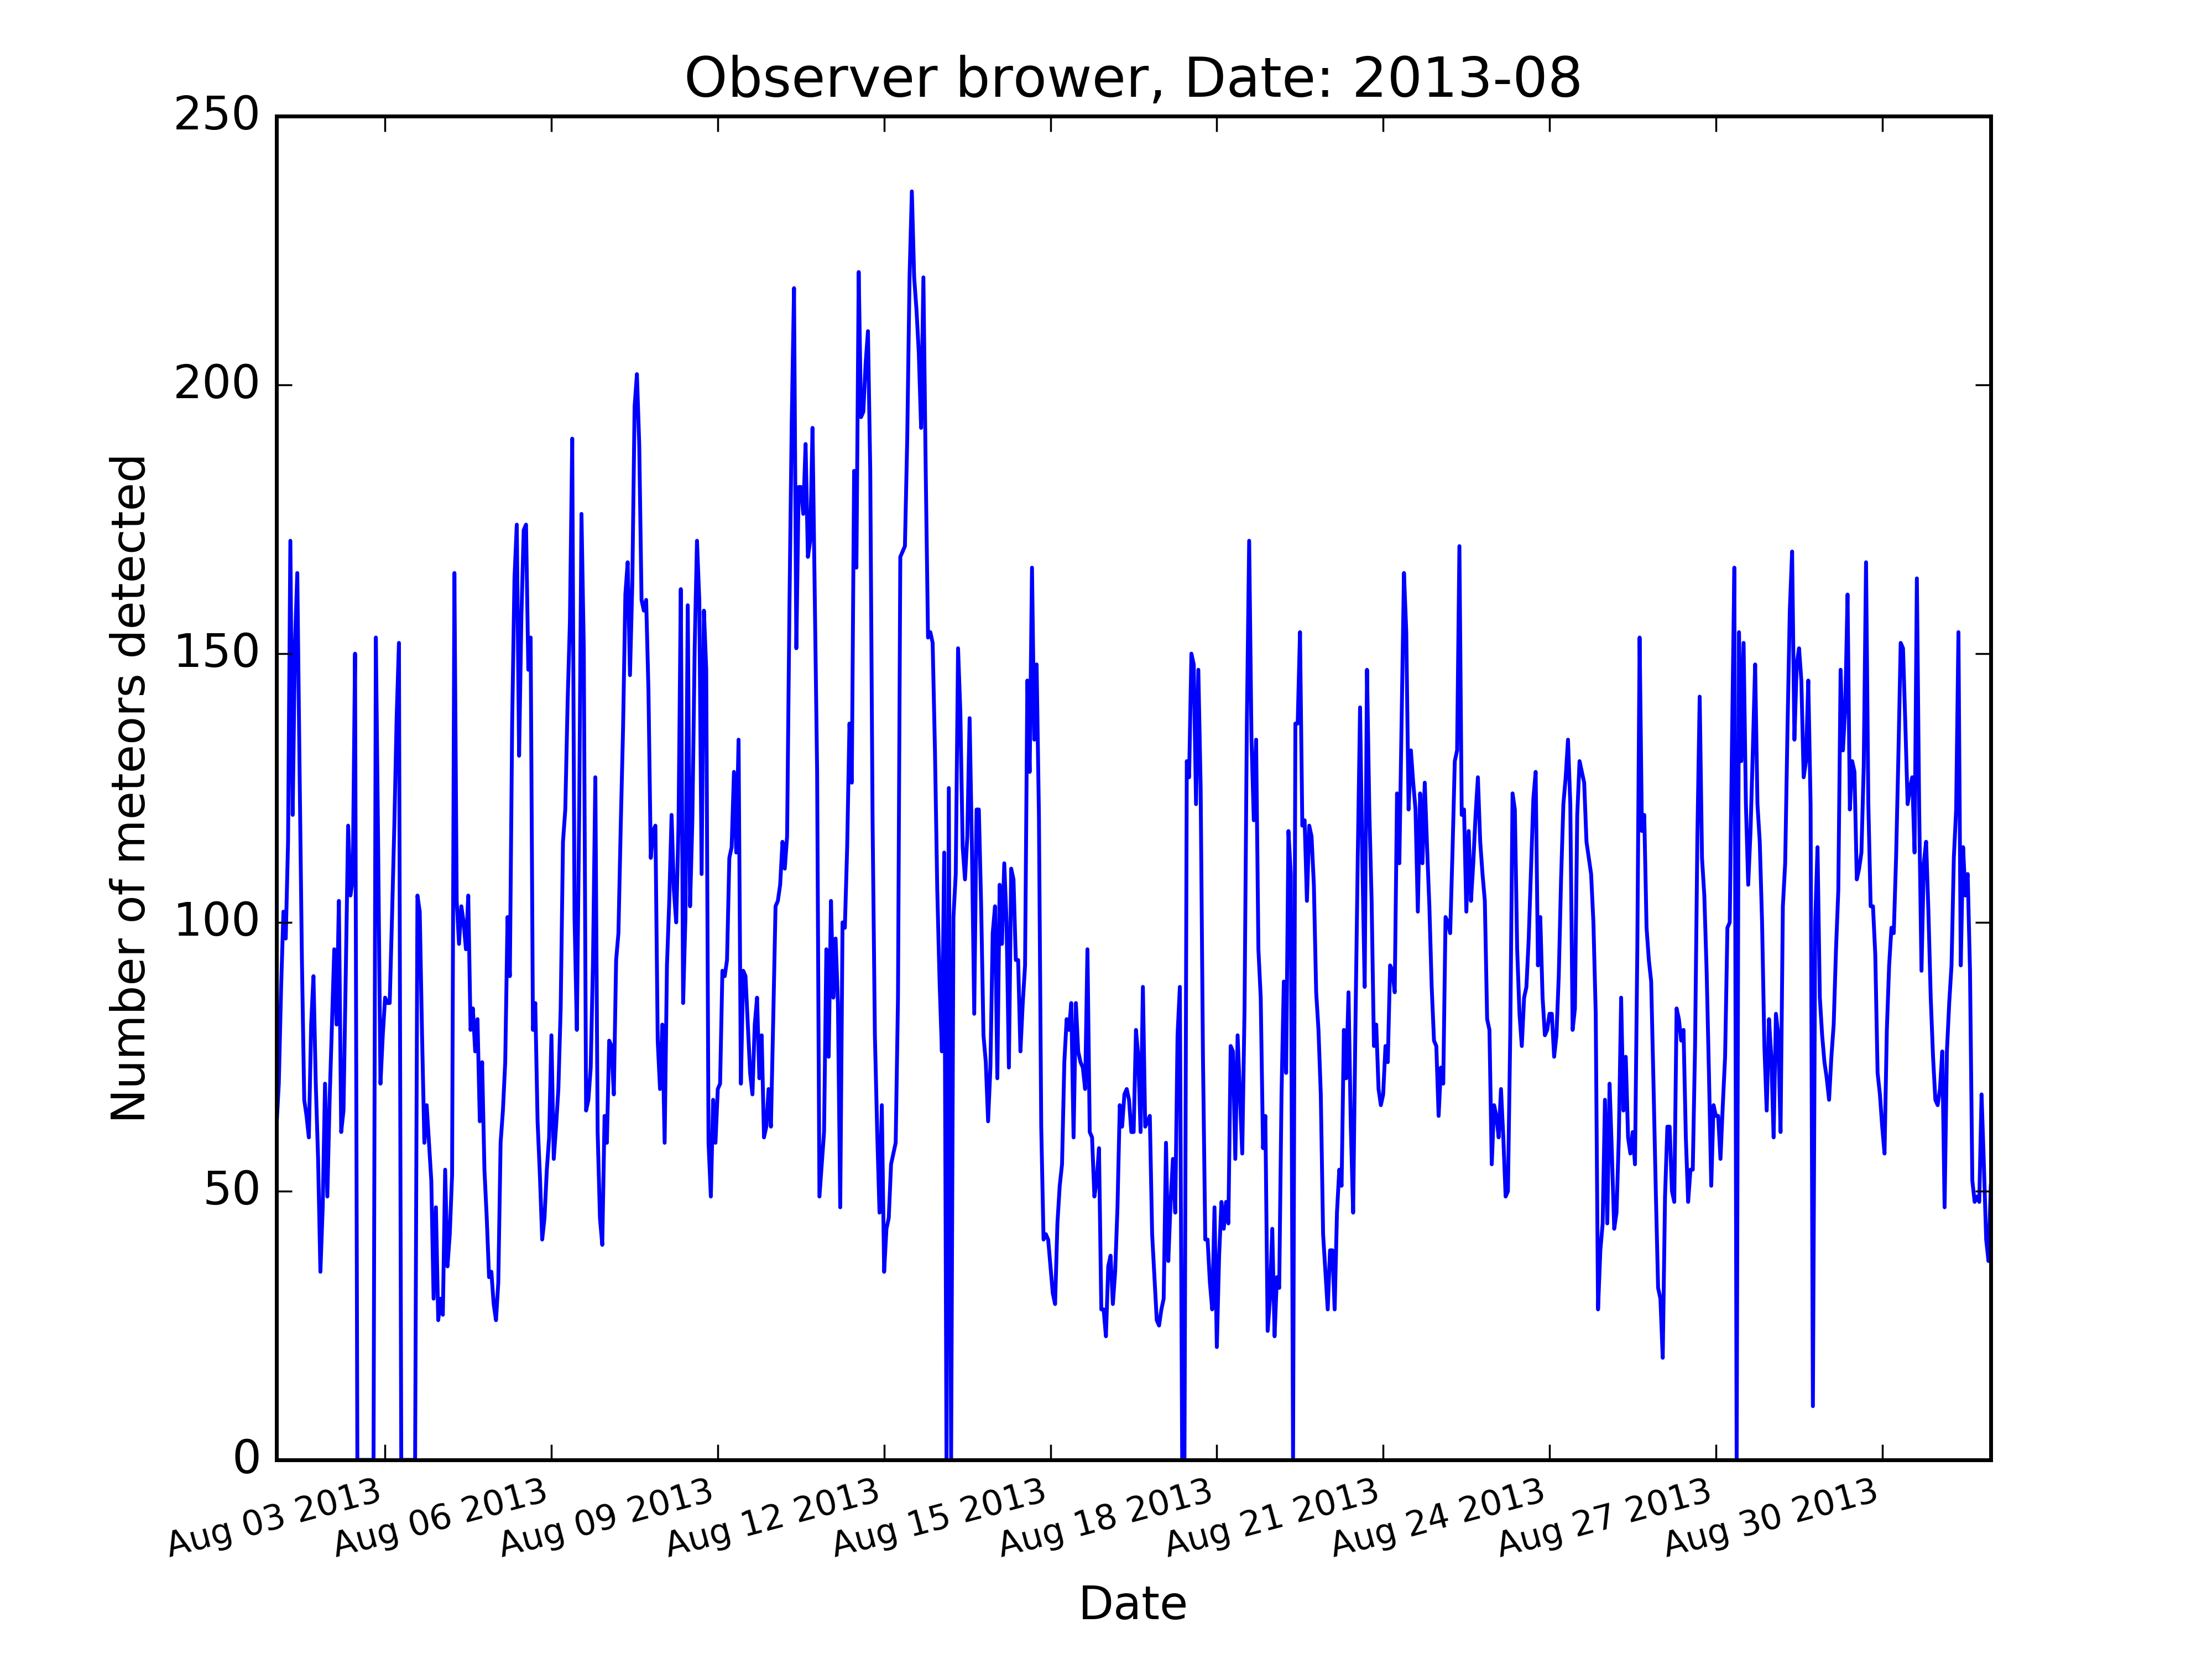 Observer brower, Date: 2013-08
250
200
150
100
50
0
Number of meteors detected
Aug 03 2013
Aug 06 2013
Aug 09 2013
Aug 12 2013
Aug 15 2013
Aug 18 2013
Aug 21 2013
Aug 24 2013
Aug 27 2013
Aug 30 2013
Date